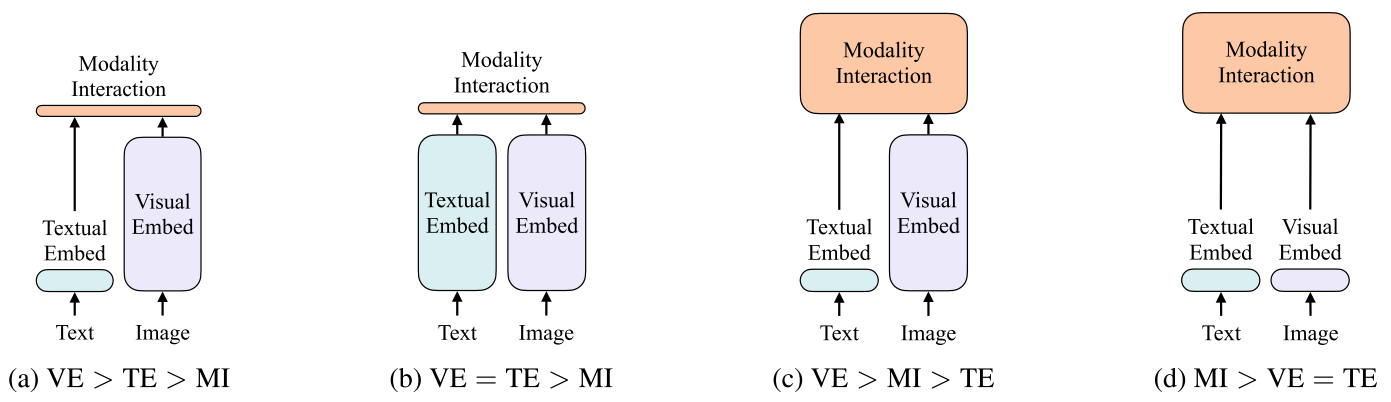 Modality
Interaction
Textual
Embed
Visual
Embed
Text
Image
(a) VE > TE > MI
Modality
Interaction
Textual
Embed
Visual
Embed
Text
Image
(b) VE = TE > MI
Modality
Interaction
Textual
Embed
Visual
Embed
Text
Image
(c) VE > MI > TE
Modality
Interaction
Textual
Embed
Visual
Embed
Text
Image
(d) MI > VE = TE